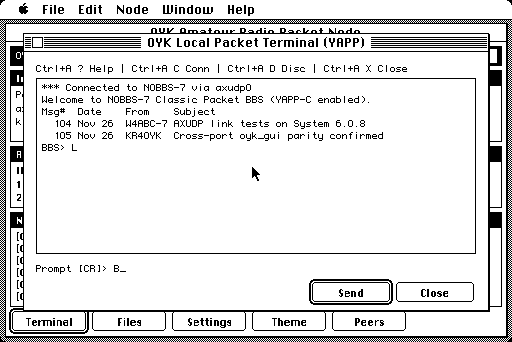 File Edit Node Window Help
OYK Amateur Radio Packet Node
OYK Local Packet Terminal (YAPP)
Ctrl+A ? Help | Ctrl+A C Conn | Ctrl+A D Disc | Ctrl+A X Close
*** Connected to NOBBS-7 via axudp0
Welcome to NOBBS-7 Classic Packet BBS (YAPP-C enabled).
Msg# Date From Subject
104 Nov 26 W4ABC-7 AXUDP link tests on System 6.0.8
105 Nov 26 KR4OYK Cross-port oyk_gui parity confirmed
BBS> L
Prompt [CR]> B_
Send Close
Terminal Files Settings Theme Peers